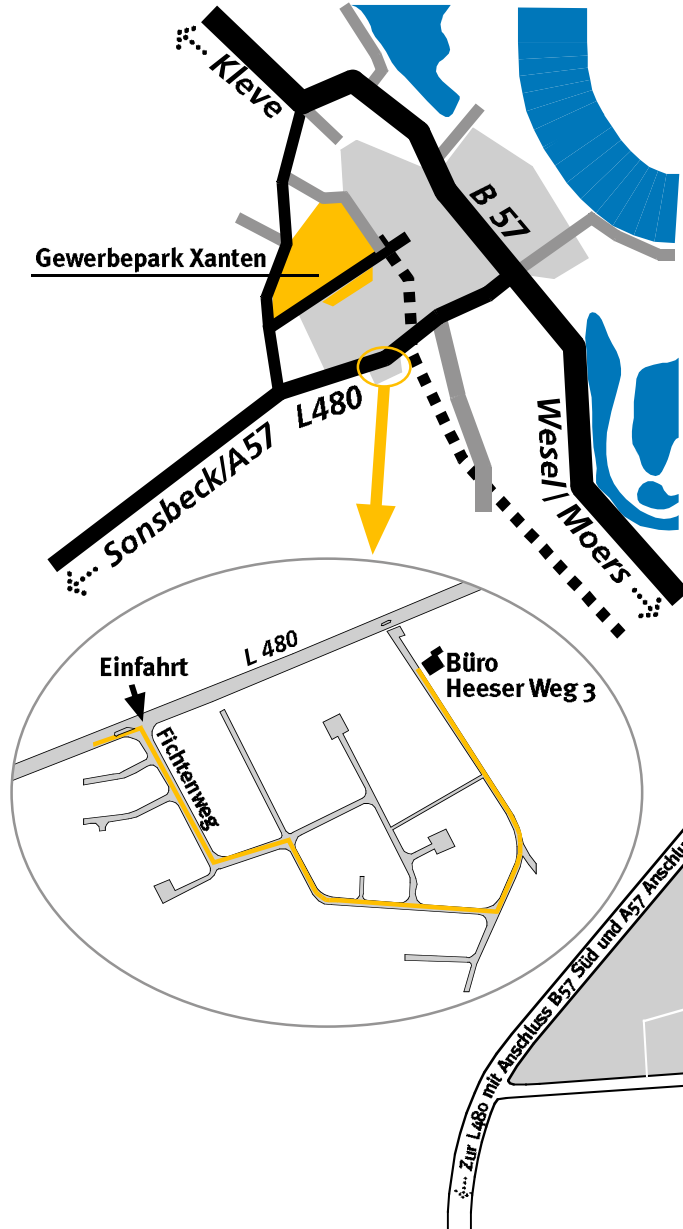 Kleve
B 57
Gewerbepark Xanten
L480
Sonsbeck/A57
Wesel / Moers
L 480
Einfahrt
Büro
Heeser Weg 3
Fichtenweg
Zur L480 mit Anschluss B57 Süd und A57 Anschlu